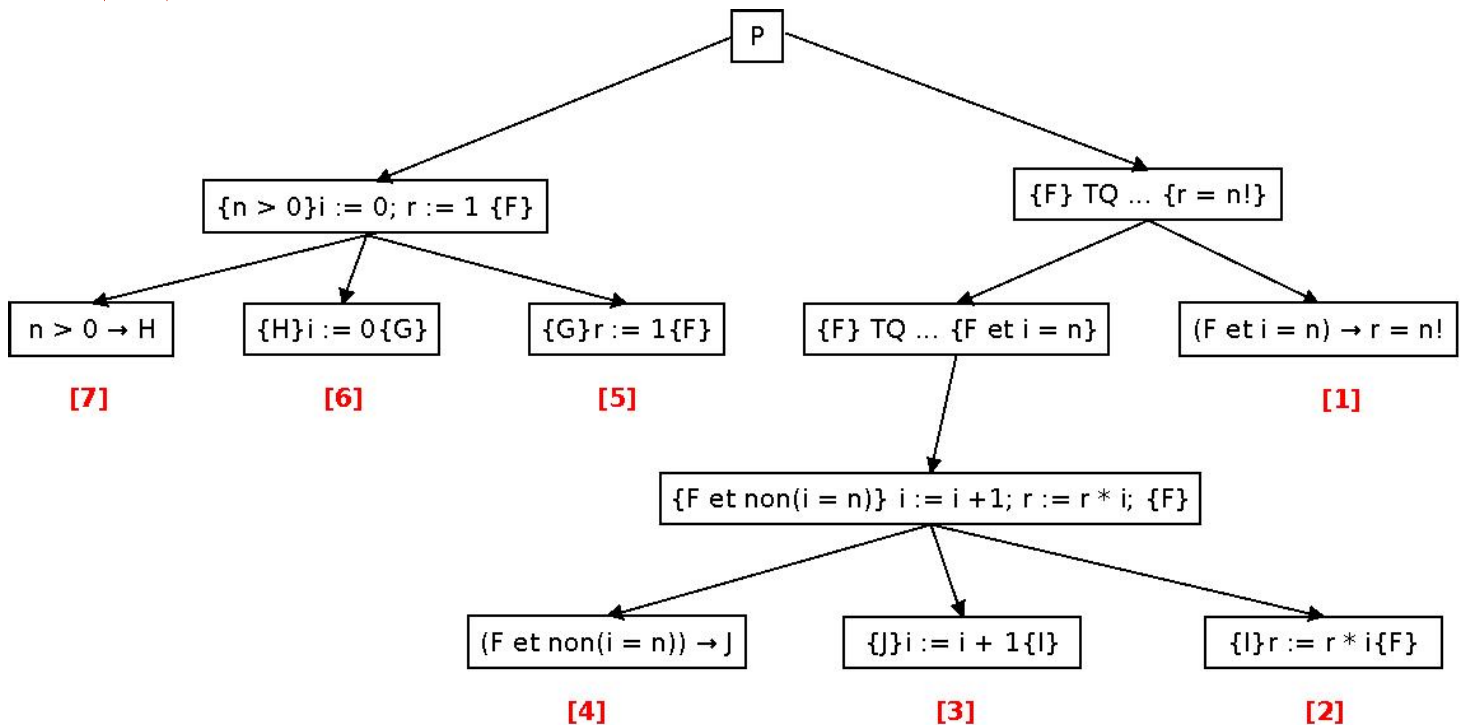 P
{n > 0}i := 0; r := 1 {F}
{F} TQ ... {r = n!}
n > 0 → H
{H}i := 0{G}
{G}r := 1{F}
{F} TQ ... {F et i = n}
(F et i = n) → r = n!
[7]
[6]
[5]
[1]
{F et non(i = n)} i := i +1; r := r * i; {F}
(F et non(i = n)) → J
{J}i := i + 1{I}
{I}r := r * i{F}
[4]
[3]
[2]